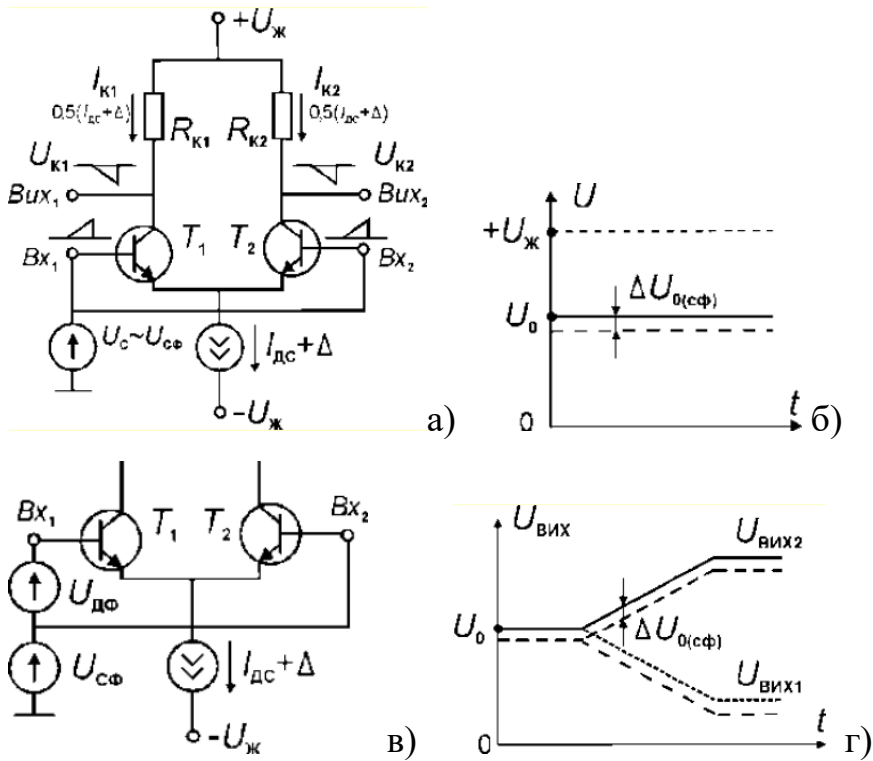 +Uж
Iк1 Iк2
0,5(Iдс+Δ) 0,5(Iдс+Δ)
Rк1 Rк2
Uк1 Uк2
Вих₁ Вих₂
T₁ T₂
Вх₁ Вх₂
Uс~Uсф
Iдс+Δ
-Uж
а)
U
+Uж
ΔU₀(сф)
U₀
0
t
б)
Вх₁ T₁ T₂ Вх₂
Uдф
Uсф
Iдс+Δ
-Uж
в)
Uвих
Uвих2
U₀
ΔU₀(сф)
Uвих1
0
t
г)